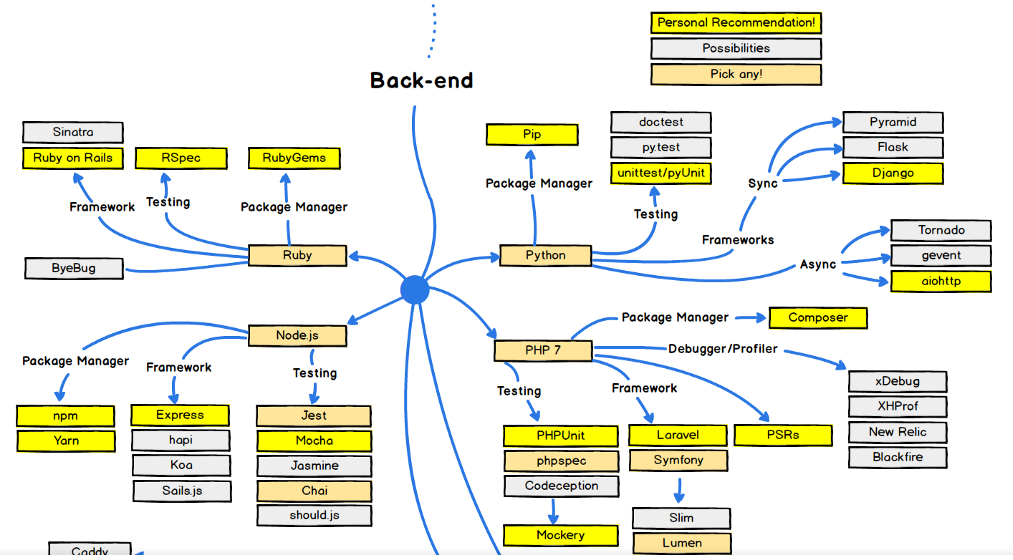 Personal Recommendation!
Possibilities
Pick any!
Back-end
Sinatra
Ruby on Rails
RSpec
RubyGems
Framework
Testing
Package Manager
Ruby
ByeBug
Pip
Package Manager
doctest
py.test
unittest/pyUnit
Testing
Python
Pyramid
Flask
Django
Sync
Frameworks
Async
Tornado
gevent
aiohttp
Node.js
Package Manager
npm
Yarn
Framework
Express
hapi
Koa
Sails.js
Testing
Jest
Mocha
Jasmine
Chai
should.js
PHP 7
Package Manager
Composer
Debugger/Profiler
xDebug
XHProf
New Relic
Blackfire
Testing
PHPUnit
phpspec
Codeception
Mockery
Framework
Laravel
Symfony
Slim
Lumen
PSRs
Caddy